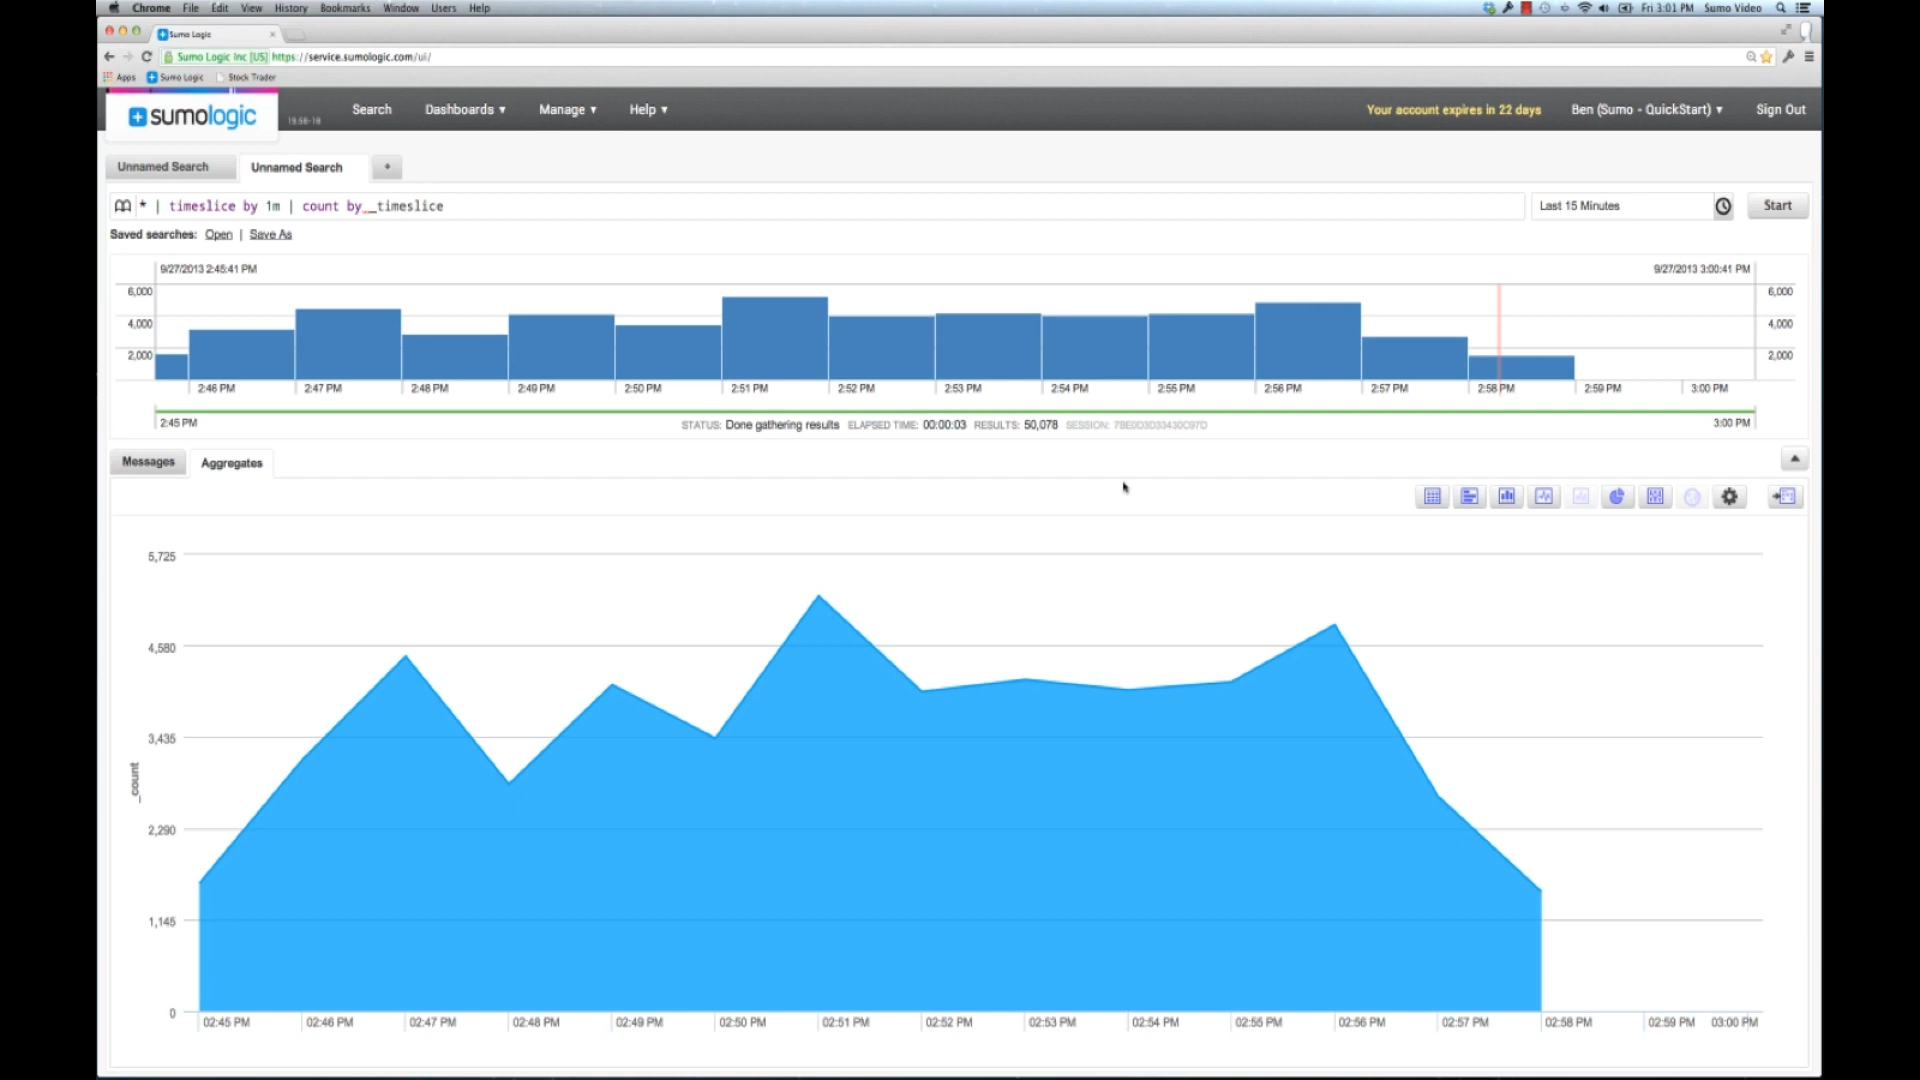 Chrome File Edit View History Bookmarks Window Users Help Fri 3:01 PM Sumo Video
Sumo Logic
Sumo Logic Inc [US] https://service.sumologic.com/ui/
Apps Sumo Logic Stock Trader
sumologic Search Dashboards Manage Help Your account expires in 22 days Ben (Sumo - QuickStart) Sign Out
Unnamed Search Unnamed Search +
* | timeslice by 1m | count by _timeslice Last 15 Minutes Start
Saved searches: Open | Save As
9/27/2013 2:45:41 PM 9/27/2013 3:00:41 PM
6,000 6,000
4,000 4,000
2,000 2,000
2:46 PM 2:47 PM 2:48 PM 2:49 PM 2:50 PM 2:51 PM 2:52 PM 2:53 PM 2:54 PM 2:55 PM 2:56 PM 2:57 PM 2:58 PM 2:59 PM 3:00 PM
2:45 PM STATUS: Done gathering results ELAPSED TIME: 00:00:03 RESULTS: 50,078 SESSION: 3:00 PM
Messages Aggregates
5,725
4,580
3,435
_count
2,290
1,145
0
02:45 PM 02:46 PM 02:47 PM 02:48 PM 02:49 PM 02:50 PM 02:51 PM 02:52 PM 02:53 PM 02:54 PM 02:55 PM 02:56 PM 02:57 PM 02:58 PM 02:59 PM 03:00 PM